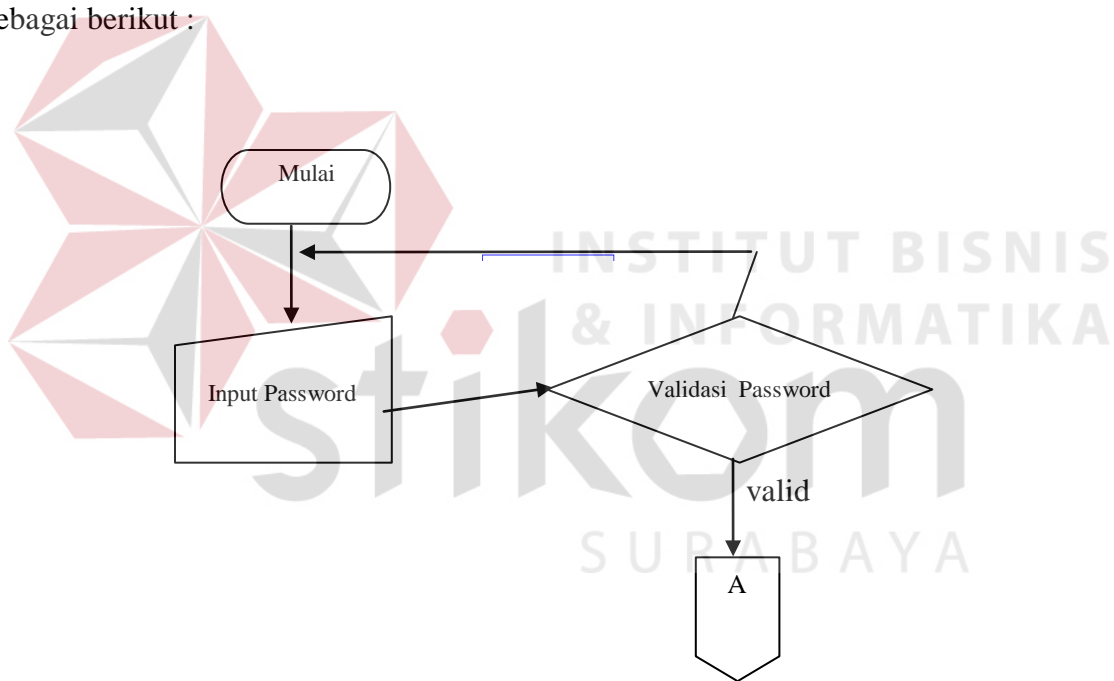 ebagai berikut :
Mulai
INSTITUT BISNIS
& INFORMATIKA
Input Password
Validasi Password
stikom
valid
SURABAYA
A